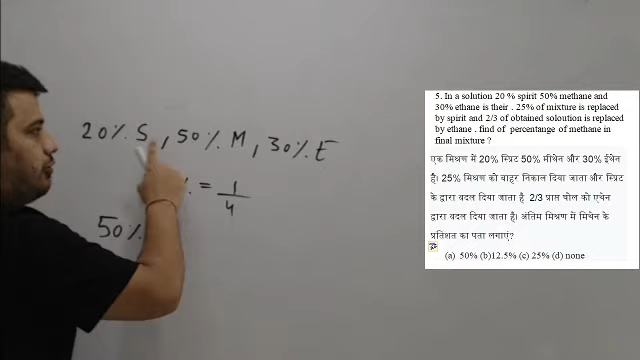 20% S, 50% M, 30% E
% = 1/4
50%
5. In a solution 20 % spirit 50% methane and
30% ethane is their . 25% of mixture is replaced
by spirit and 2/3 of obtained soloution is replaced
by ethane . find of percentange of methane in
final mixture ?
एक मिश्रण में 20% स्प्रिट 50% मीथेन और 30% ईथेन
है। 25% मिश्रण को बाहर निकाल दिया जाता और स्प्रिट
के द्वारा बदल दिया जाता है 2/3 प्राप्त घोल को एथेन
द्वारा बदल दिया जाता है। अंतिम मिश्रण में मिथेन के
प्रतिशत का पता लगाएं?
(a) 50% (b)12.5% (c) 25% (d) none